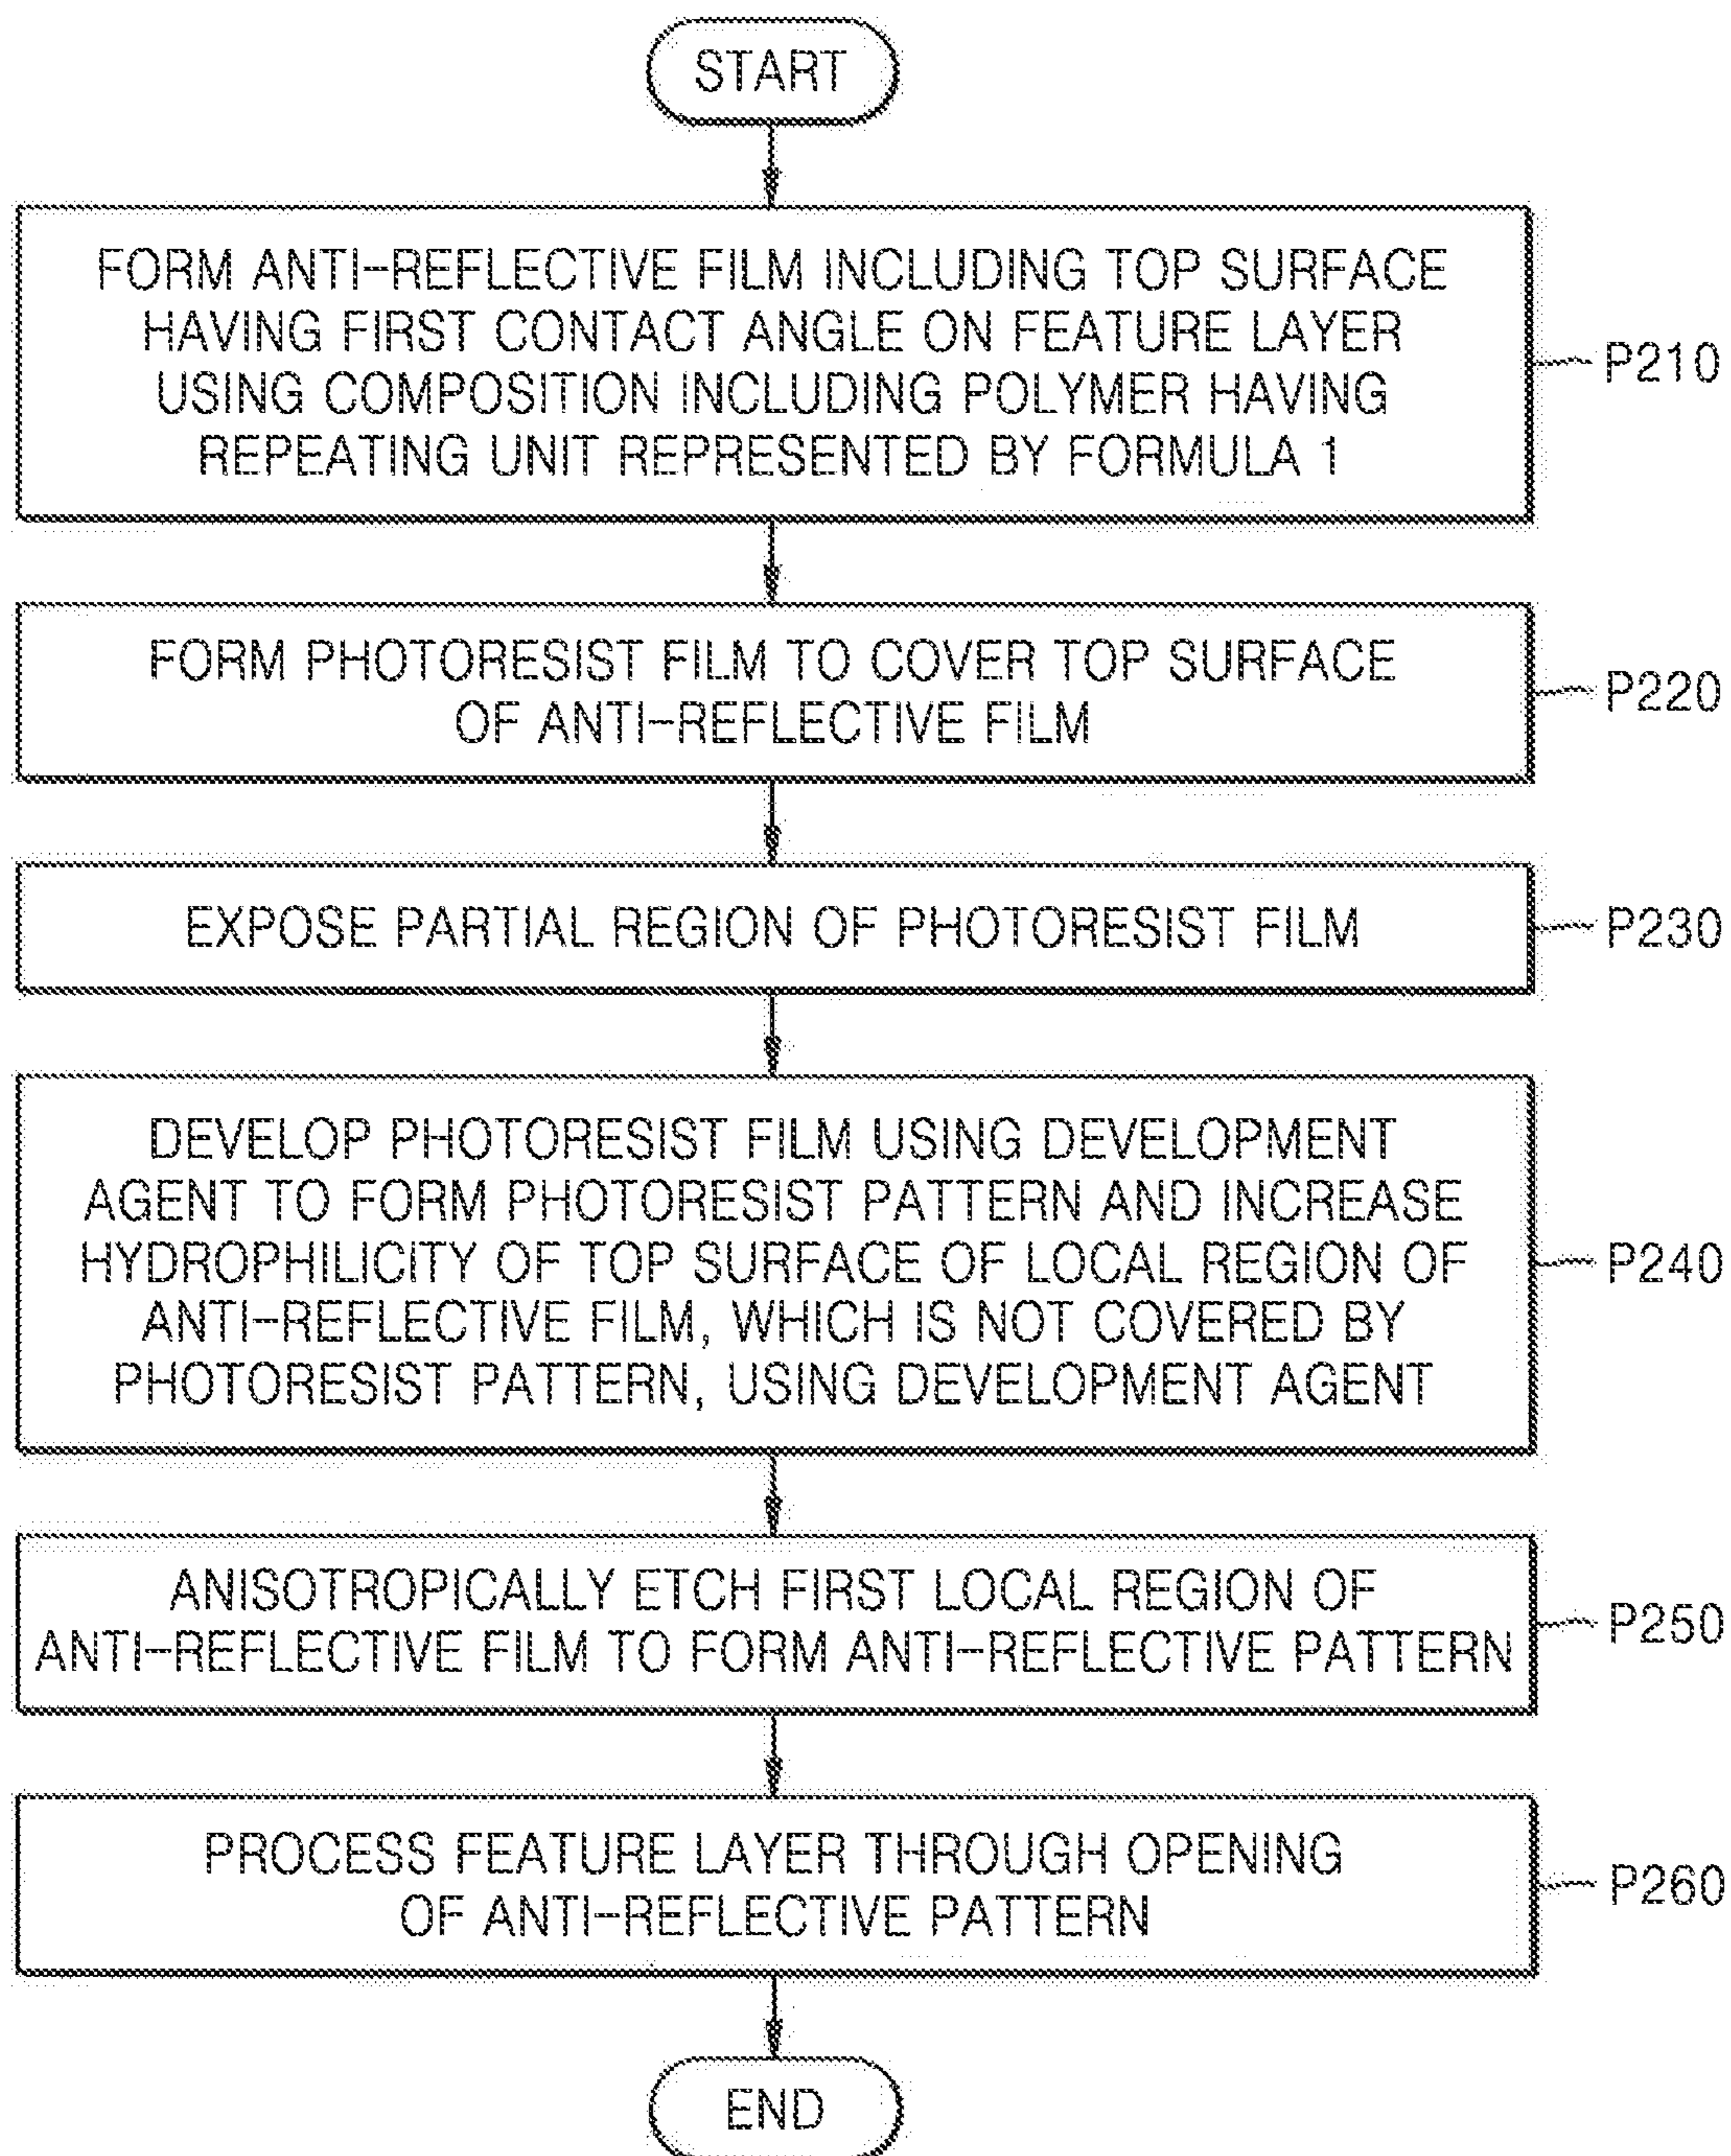 START
FORM ANTI-REFLECTIVE FILM INCLUDING TOP SURFACE
HAVING FIRST CONTACT ANGLE ON FEATURE LAYER
USING COMPOSITION INCLUDING POLYMER HAVING
REPEATING UNIT REPRESENTED BY FORMULA 1
P210
FORM PHOTORESIST FILM TO COVER TOP SURFACE
OF ANTI-REFLECTIVE FILM
P220
EXPOSE PARTIAL REGION OF PHOTORESIST FILM
P230
DEVELOP PHOTORESIST FILM USING DEVELOPMENT
AGENT TO FORM PHOTORESIST PATTERN AND INCREASE
HYDROPHILICITY OF TOP SURFACE OF LOCAL REGION OF
ANTI-REFLECTIVE FILM, WHICH IS NOT COVERED BY
PHOTORESIST PATTERN, USING DEVELOPMENT AGENT
P240
ANISOTROPICALLY ETCH FIRST LOCAL REGION OF
ANTI-REFLECTIVE FILM TO FORM ANTI-REFLECTIVE PATTERN
P250
PROCESS FEATURE LAYER THROUGH OPENING
OF ANTI-REFLECTIVE PATTERN
P260
END